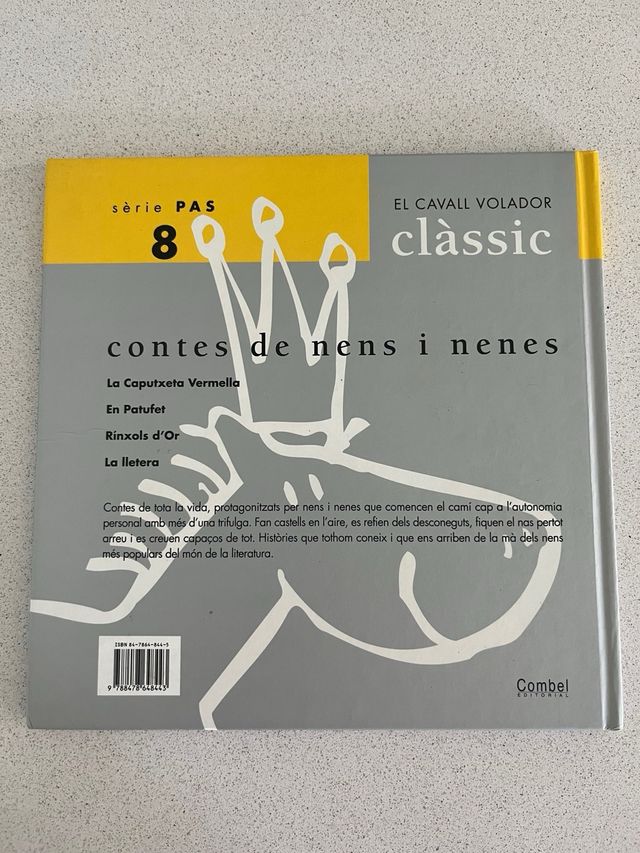 sèrie PAS
8
EL CAVALL VOLADOR
clàssic
contes de nens i nenes
La Caputxeta Vermella
En Patufet
Rínxols d'Or
La lletera
Contes de tota la vida, protagonitzats per nens i nenes que comencen el camí cap a l'autonomia
personal amb més d'una trifulga. Fan castells en l'aire, es refien dels desconeguts, fiquen el nas pertot
arreu i es creuen capaços de tot. Històries que tothom coneix i que ens arriben de la mà dels nens
més populars del món de la literatura.
ISBN 84-7864-844-5
9 788478 648443
Combel
EDITORIAL